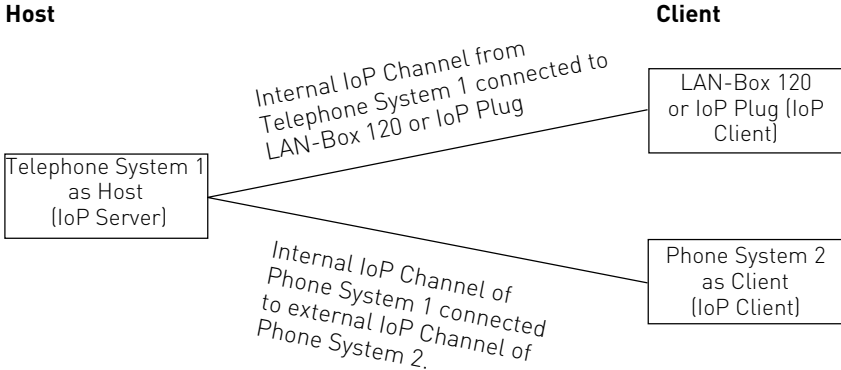 Host
Client
Internal IoP Channel from
Telephone System 1 connected to
LAN-Box 120 or IoP Plug
LAN-Box 120
or IoP Plug (IoP
Client)
Telephone System 1
as Host
(IoP Server)
Internal IoP Channel of
Phone System 1 connected
to external IoP Channel of
Phone System 2.
Phone System 2
as Client
(IoP Client)